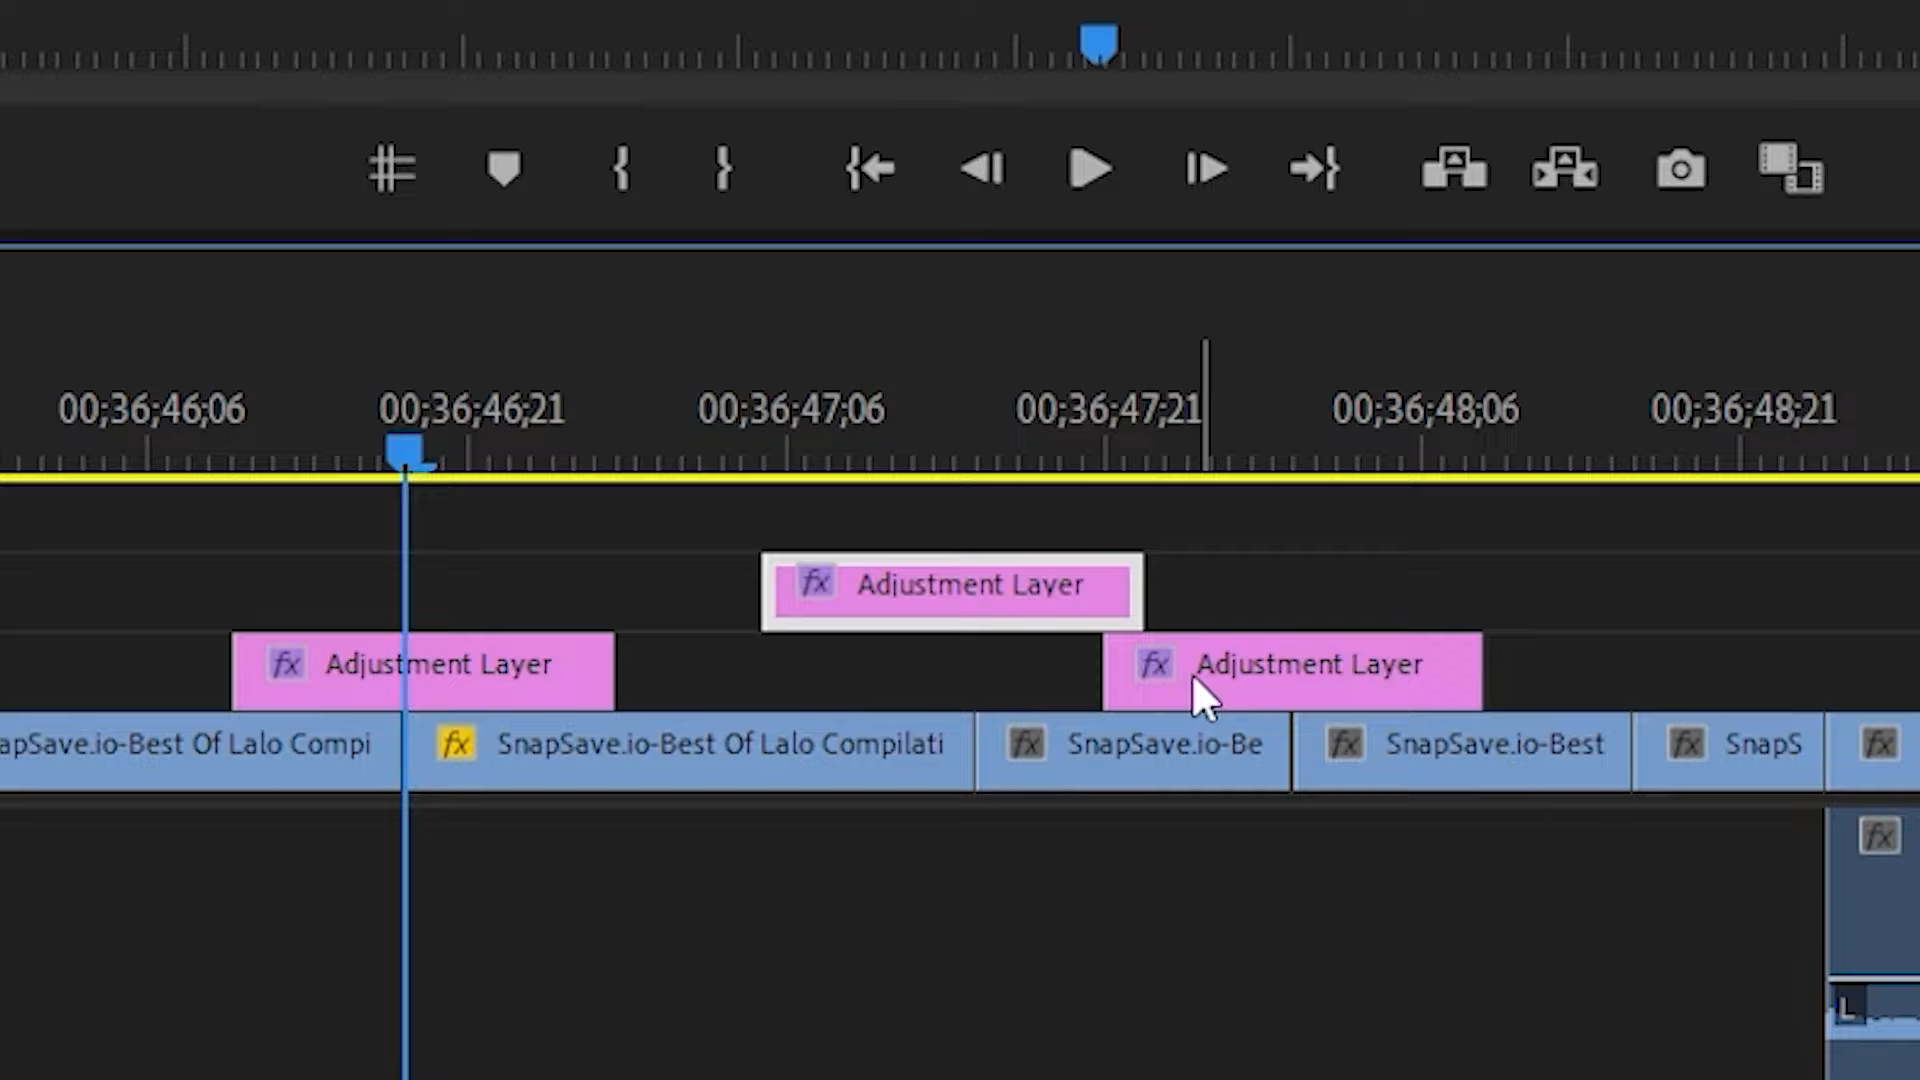 00;36;46;06 00;36;46;21 00;36;47;06 00;36;47;21 00;36;48;06 00;36;48;21
fx Adjustment Layer
fx Adjustment Layer fx Adjustment Layer
apSave.io-Best Of Lalo Compi fx SnapSave.io-Best Of Lalo Compilati fx SnapSave.io-Be fx SnapSave.io-Best fx SnapS fx
fx
L